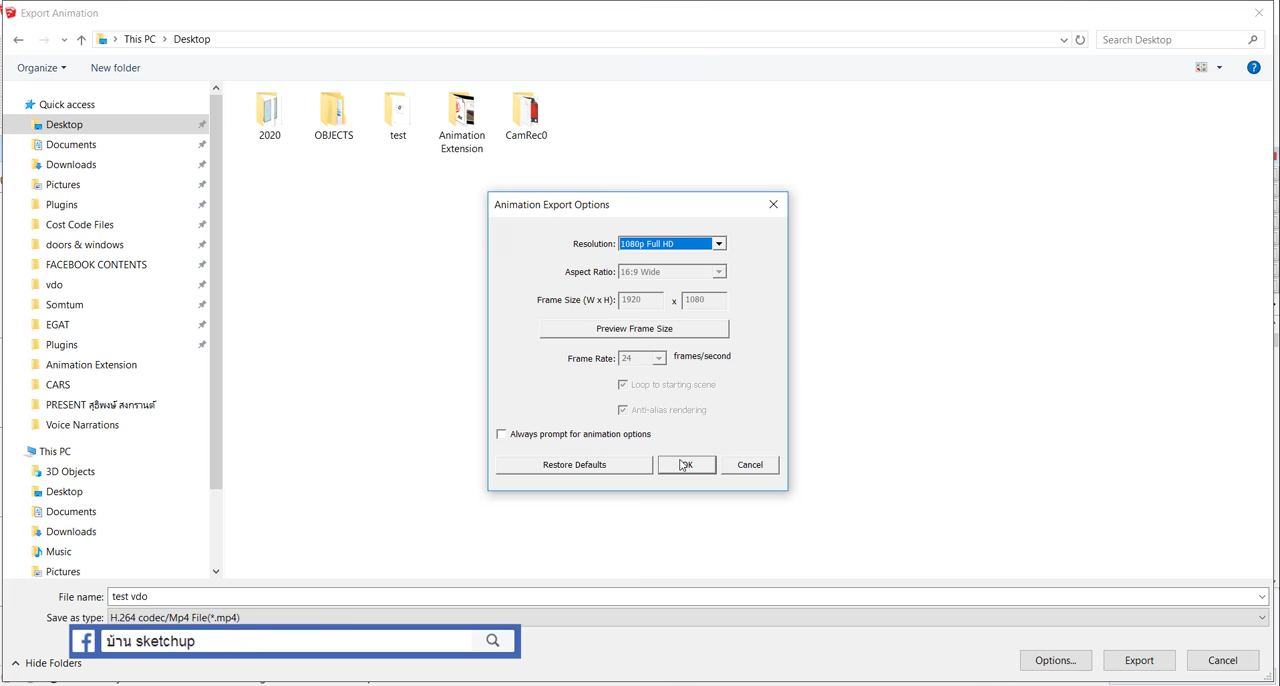 Export Animation
This PC > Desktop
Search Desktop
Organize
New folder
Quick access
Desktop
Documents
Downloads
Pictures
Plugins
Cost Code Files
doors & windows
FACEBOOK CONTENTS
vdo
Somtum
EGAT
Plugins
Animation Extension
CARS
PRESENT สุธิพงษ์ สงกรานต์
Voice Narrations
This PC
3D Objects
Desktop
Documents
Downloads
Music
Pictures
2020
OBJECTS
test
Animation
Extension
CamRec0
Animation Export Options
Resolution: 1080p Full HD
Aspect Ratio: 16:9 Wide
Frame Size (W x H): 1920 x 1080
Preview Frame Size
Frame Rate: 24 frames/second
Loop to starting scene
Anti-alias rendering
Always prompt for animation options
Restore Defaults
OK
Cancel
File name: test vdo
Save as type: H.264 codec/Mp4 File(*.mp4)
บ้าน sketchup
Hide Folders
Options...
Export
Cancel